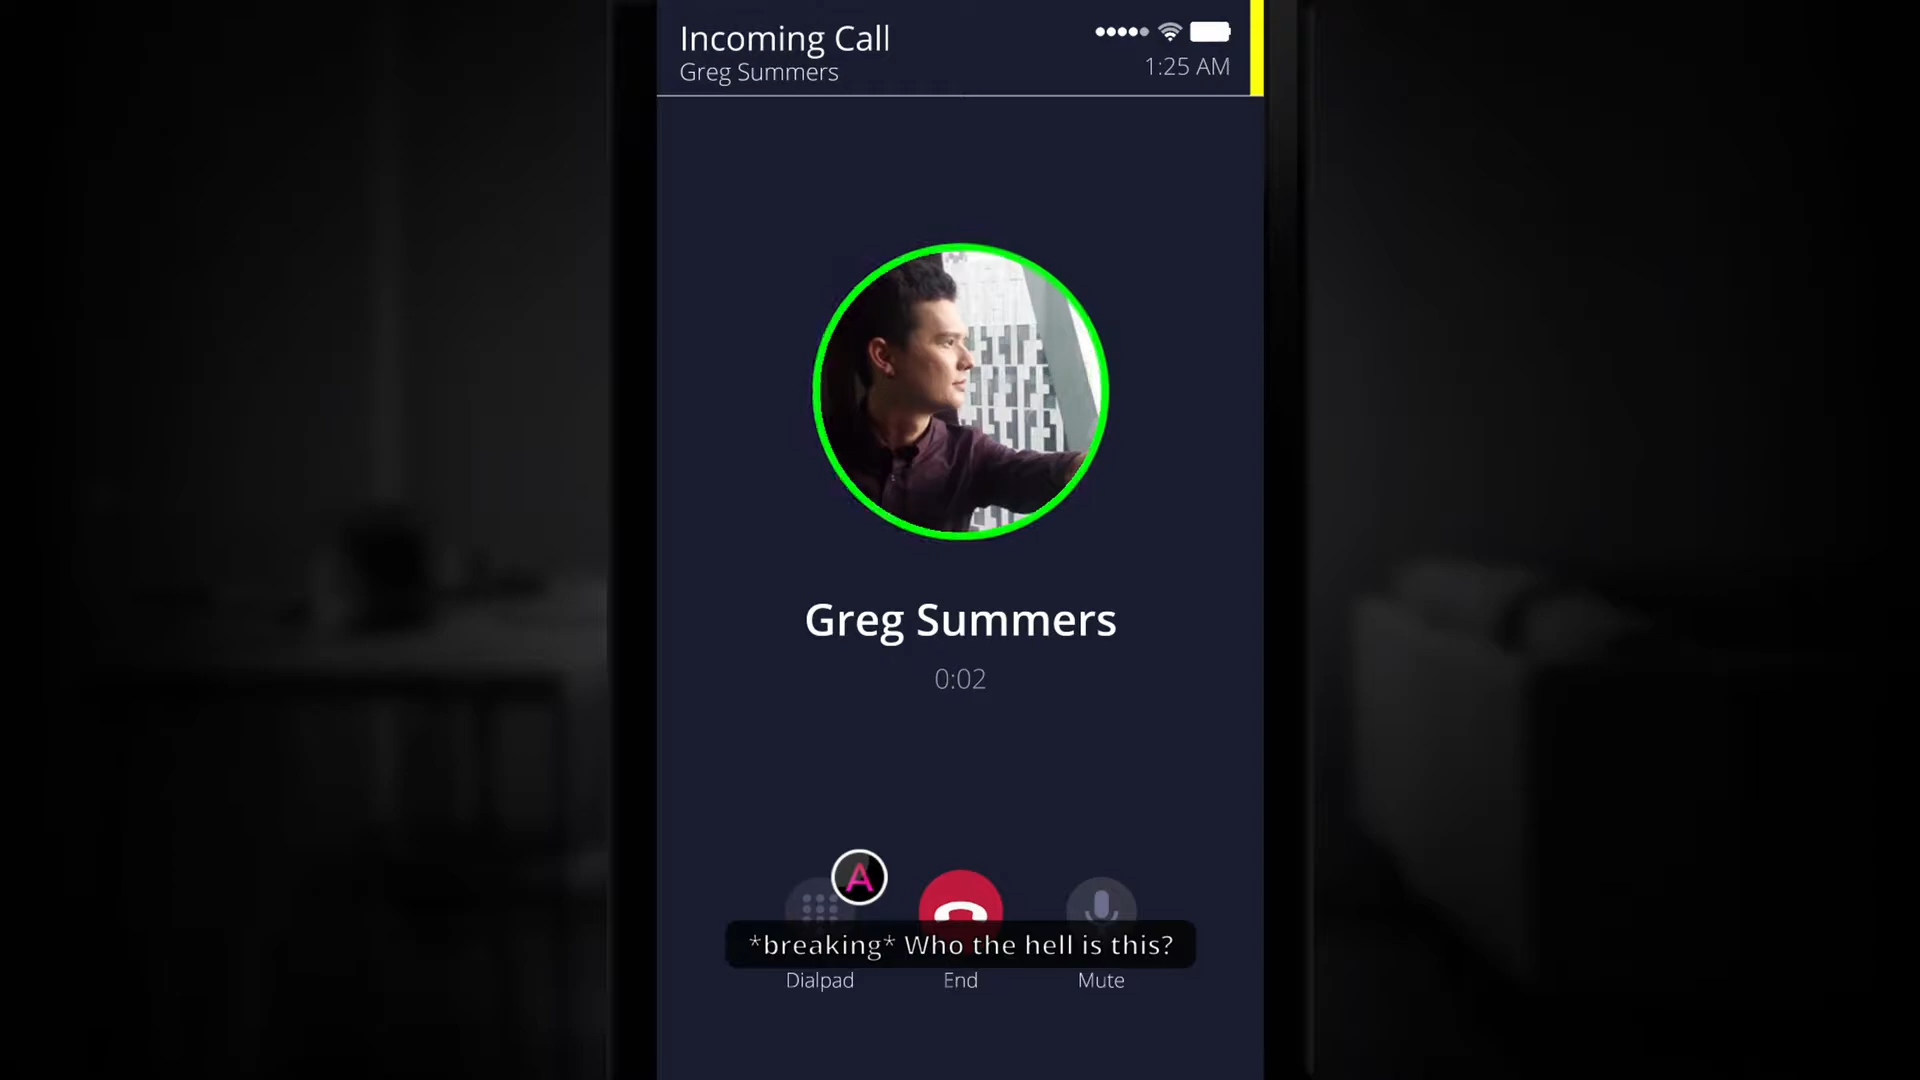 Incoming Call
Greg Summers
1:25 AM
Greg Summers
0:02
A
*breaking* Who the hell is this?
Dialpad
End
Mute